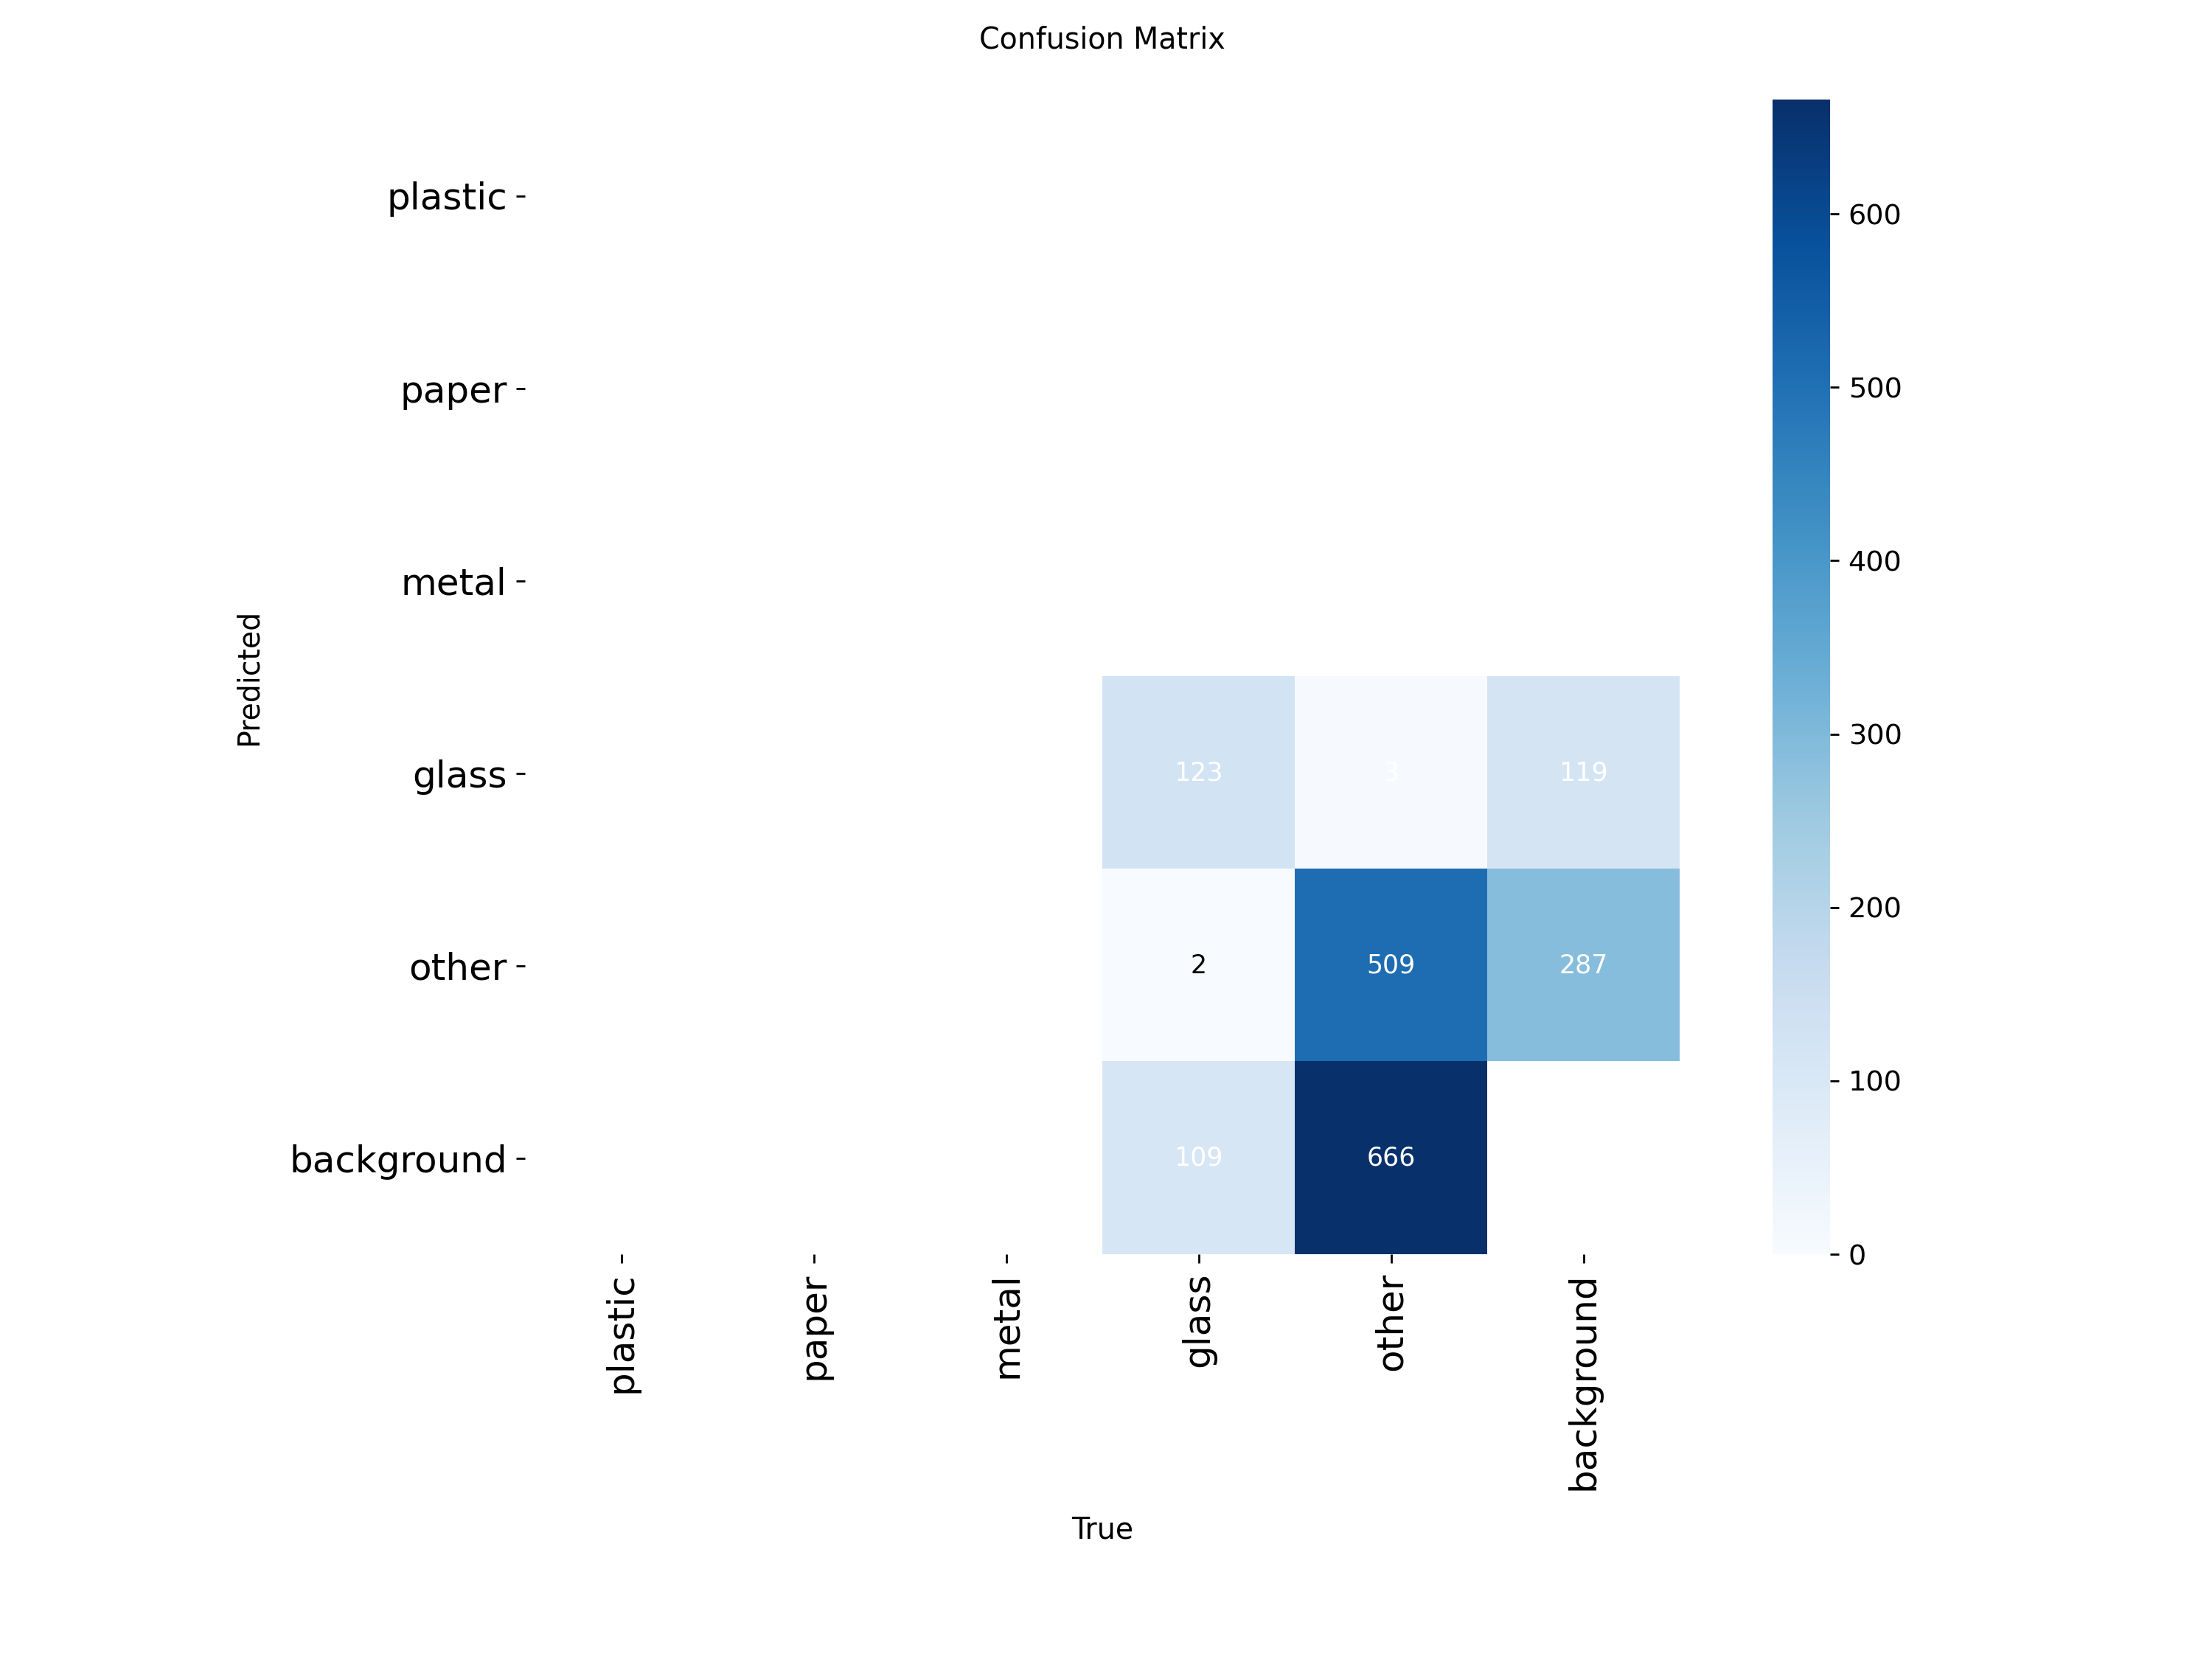 Confusion Matrix
plastic
paper
metal
glass
other
background
Predicted
123 3 119
2 509 287
109 666
plastic
paper
metal
glass
other
background
True
600
500
400
300
200
100
0